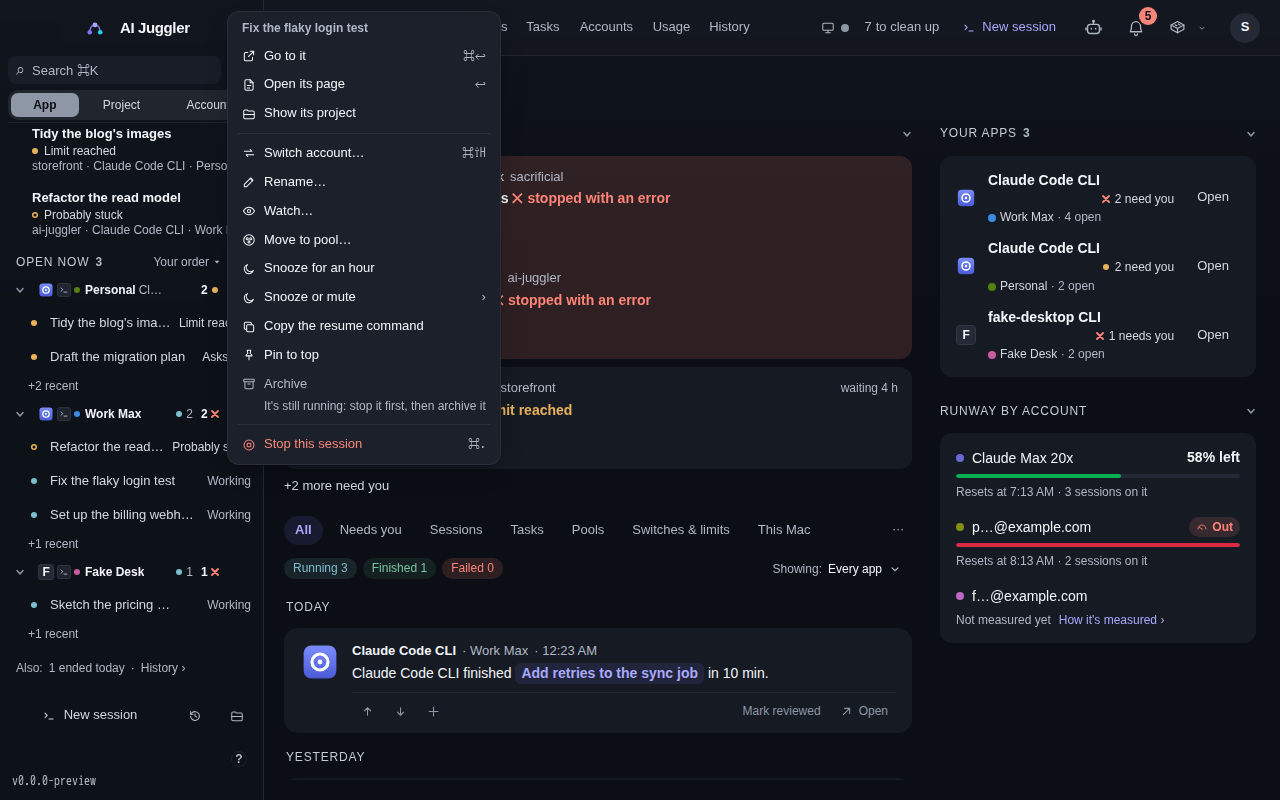 AI Juggler
Search ⌘K
App Project Accoun
Tidy the blog's images
Limit reached
storefront · Claude Code CLI · Perso
Refactor the read model
Probably stuck
ai-juggler · Claude Code CLI · Work
OPEN NOW 3 Your order
Personal Cl… 2
Tidy the blog's ima… Limit reac
Draft the migration plan Asks
+2 recent
Work Max 2 2
Refactor the read… Probably s
Fix the flaky login test Working
Set up the billing webh… Working
+1 recent
F Fake Desk 1 1
Sketch the pricing … Working
+1 recent
Also: 1 ended today · History ›
New session
?
v0.0.0-preview
Fix the flaky login test
Go to it ⌘↩
Open its page ↩
Show its project
Switch account… ⌘⌥H
Rename…
Watch…
Move to pool…
Snooze for an hour
Snooze or mute ›
Copy the resume command
Pin to top
Archive
It's still running: stop it first, then archive it
Stop this session ⌘.
s Tasks Accounts Usage History
7 to clean up New session 5 S
sacrificial
s stopped with an error
ai-juggler
stopped with an error
storefront waiting 4 h
it reached
+2 more need you
All Needs you Sessions Tasks Pools Switches & limits This Mac ⋯
Running 3 Finished 1 Failed 0 Showing: Every app
TODAY
Claude Code CLI · Work Max · 12:23 AM
Claude Code CLI finished Add retries to the sync job in 10 min.
Mark reviewed Open
YESTERDAY
YOUR APPS 3
Claude Code CLI
2 need you Open
Work Max · 4 open
Claude Code CLI
2 need you Open
Personal · 2 open
fake-desktop CLI
F 1 needs you Open
Fake Desk · 2 open
RUNWAY BY ACCOUNT
Claude Max 20x 58% left
Resets at 7:13 AM · 3 sessions on it
p…@example.com Out
Resets at 8:13 AM · 2 sessions on it
f…@example.com
Not measured yet How it's measured ›